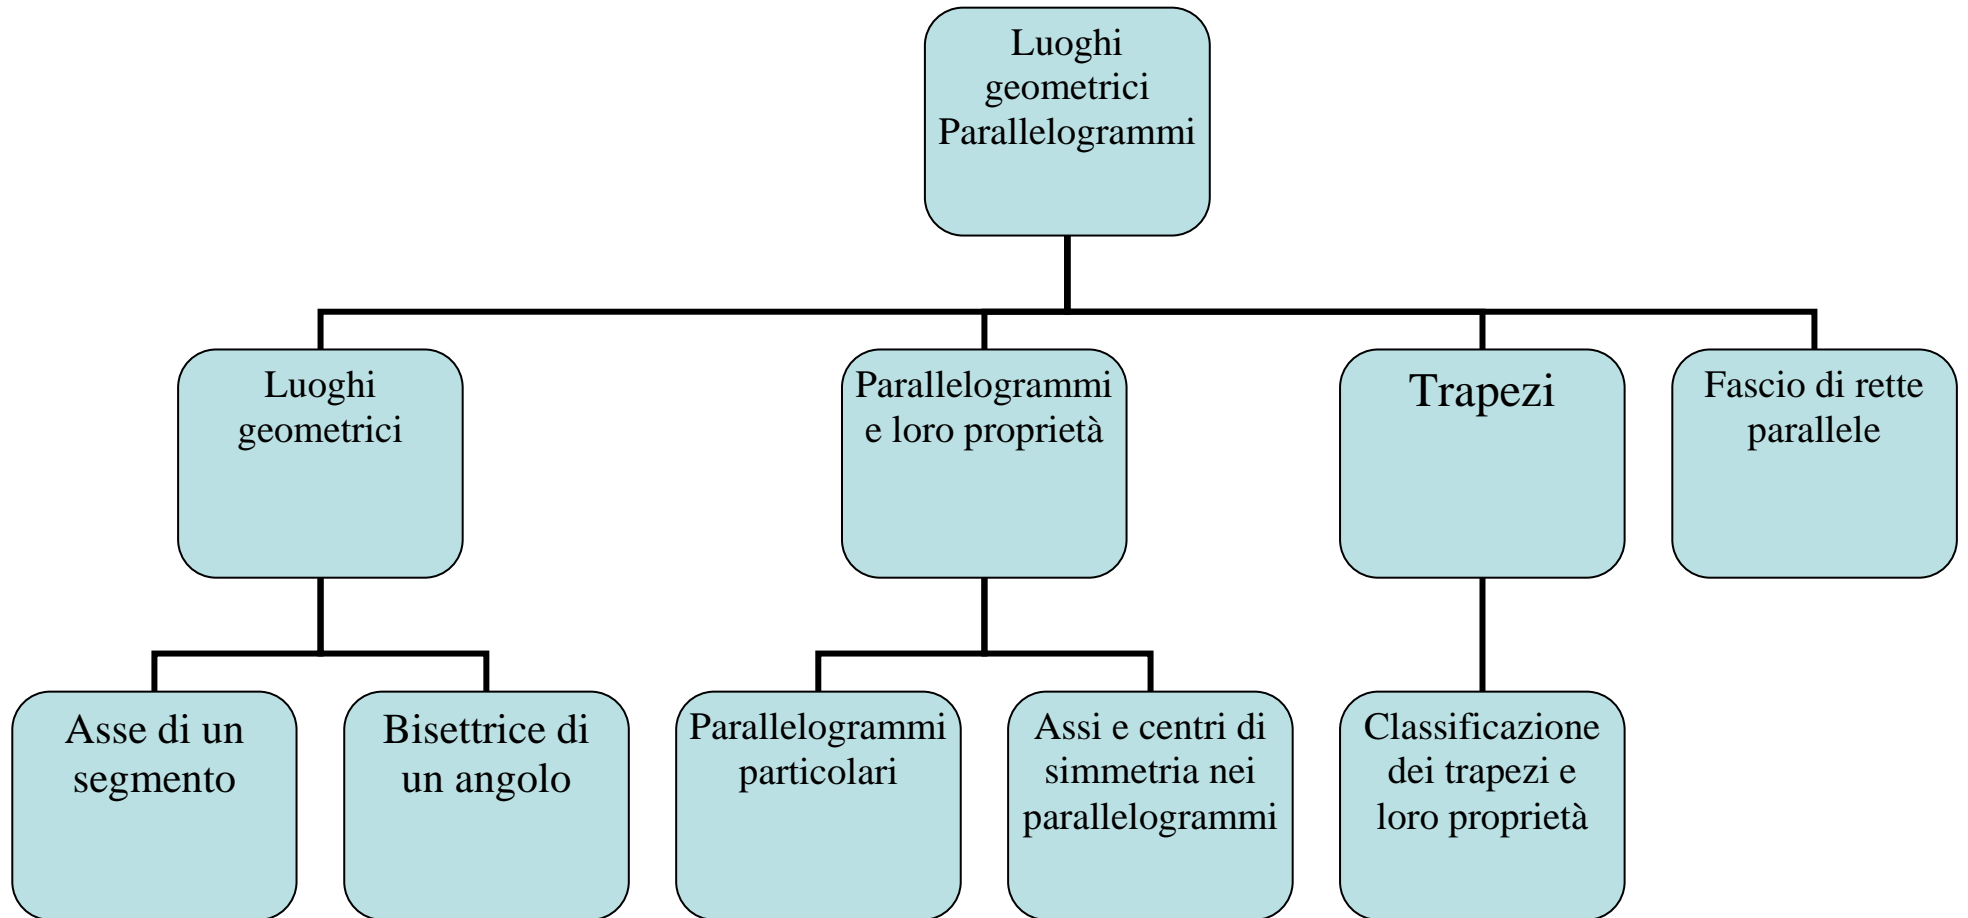 Luoghi
geometrici
Parallelogrammi
Luoghi
geometrici
Parallelogrammi
e loro proprietà
Trapezi
Fascio di rette
parallele
Asse di un
segmento
Bisettrice di
un angolo
Parallelogrammi
particolari
Assi e centri di
simmetria nei
parallelogrammi
Classificazione
dei trapezi e
loro proprietà